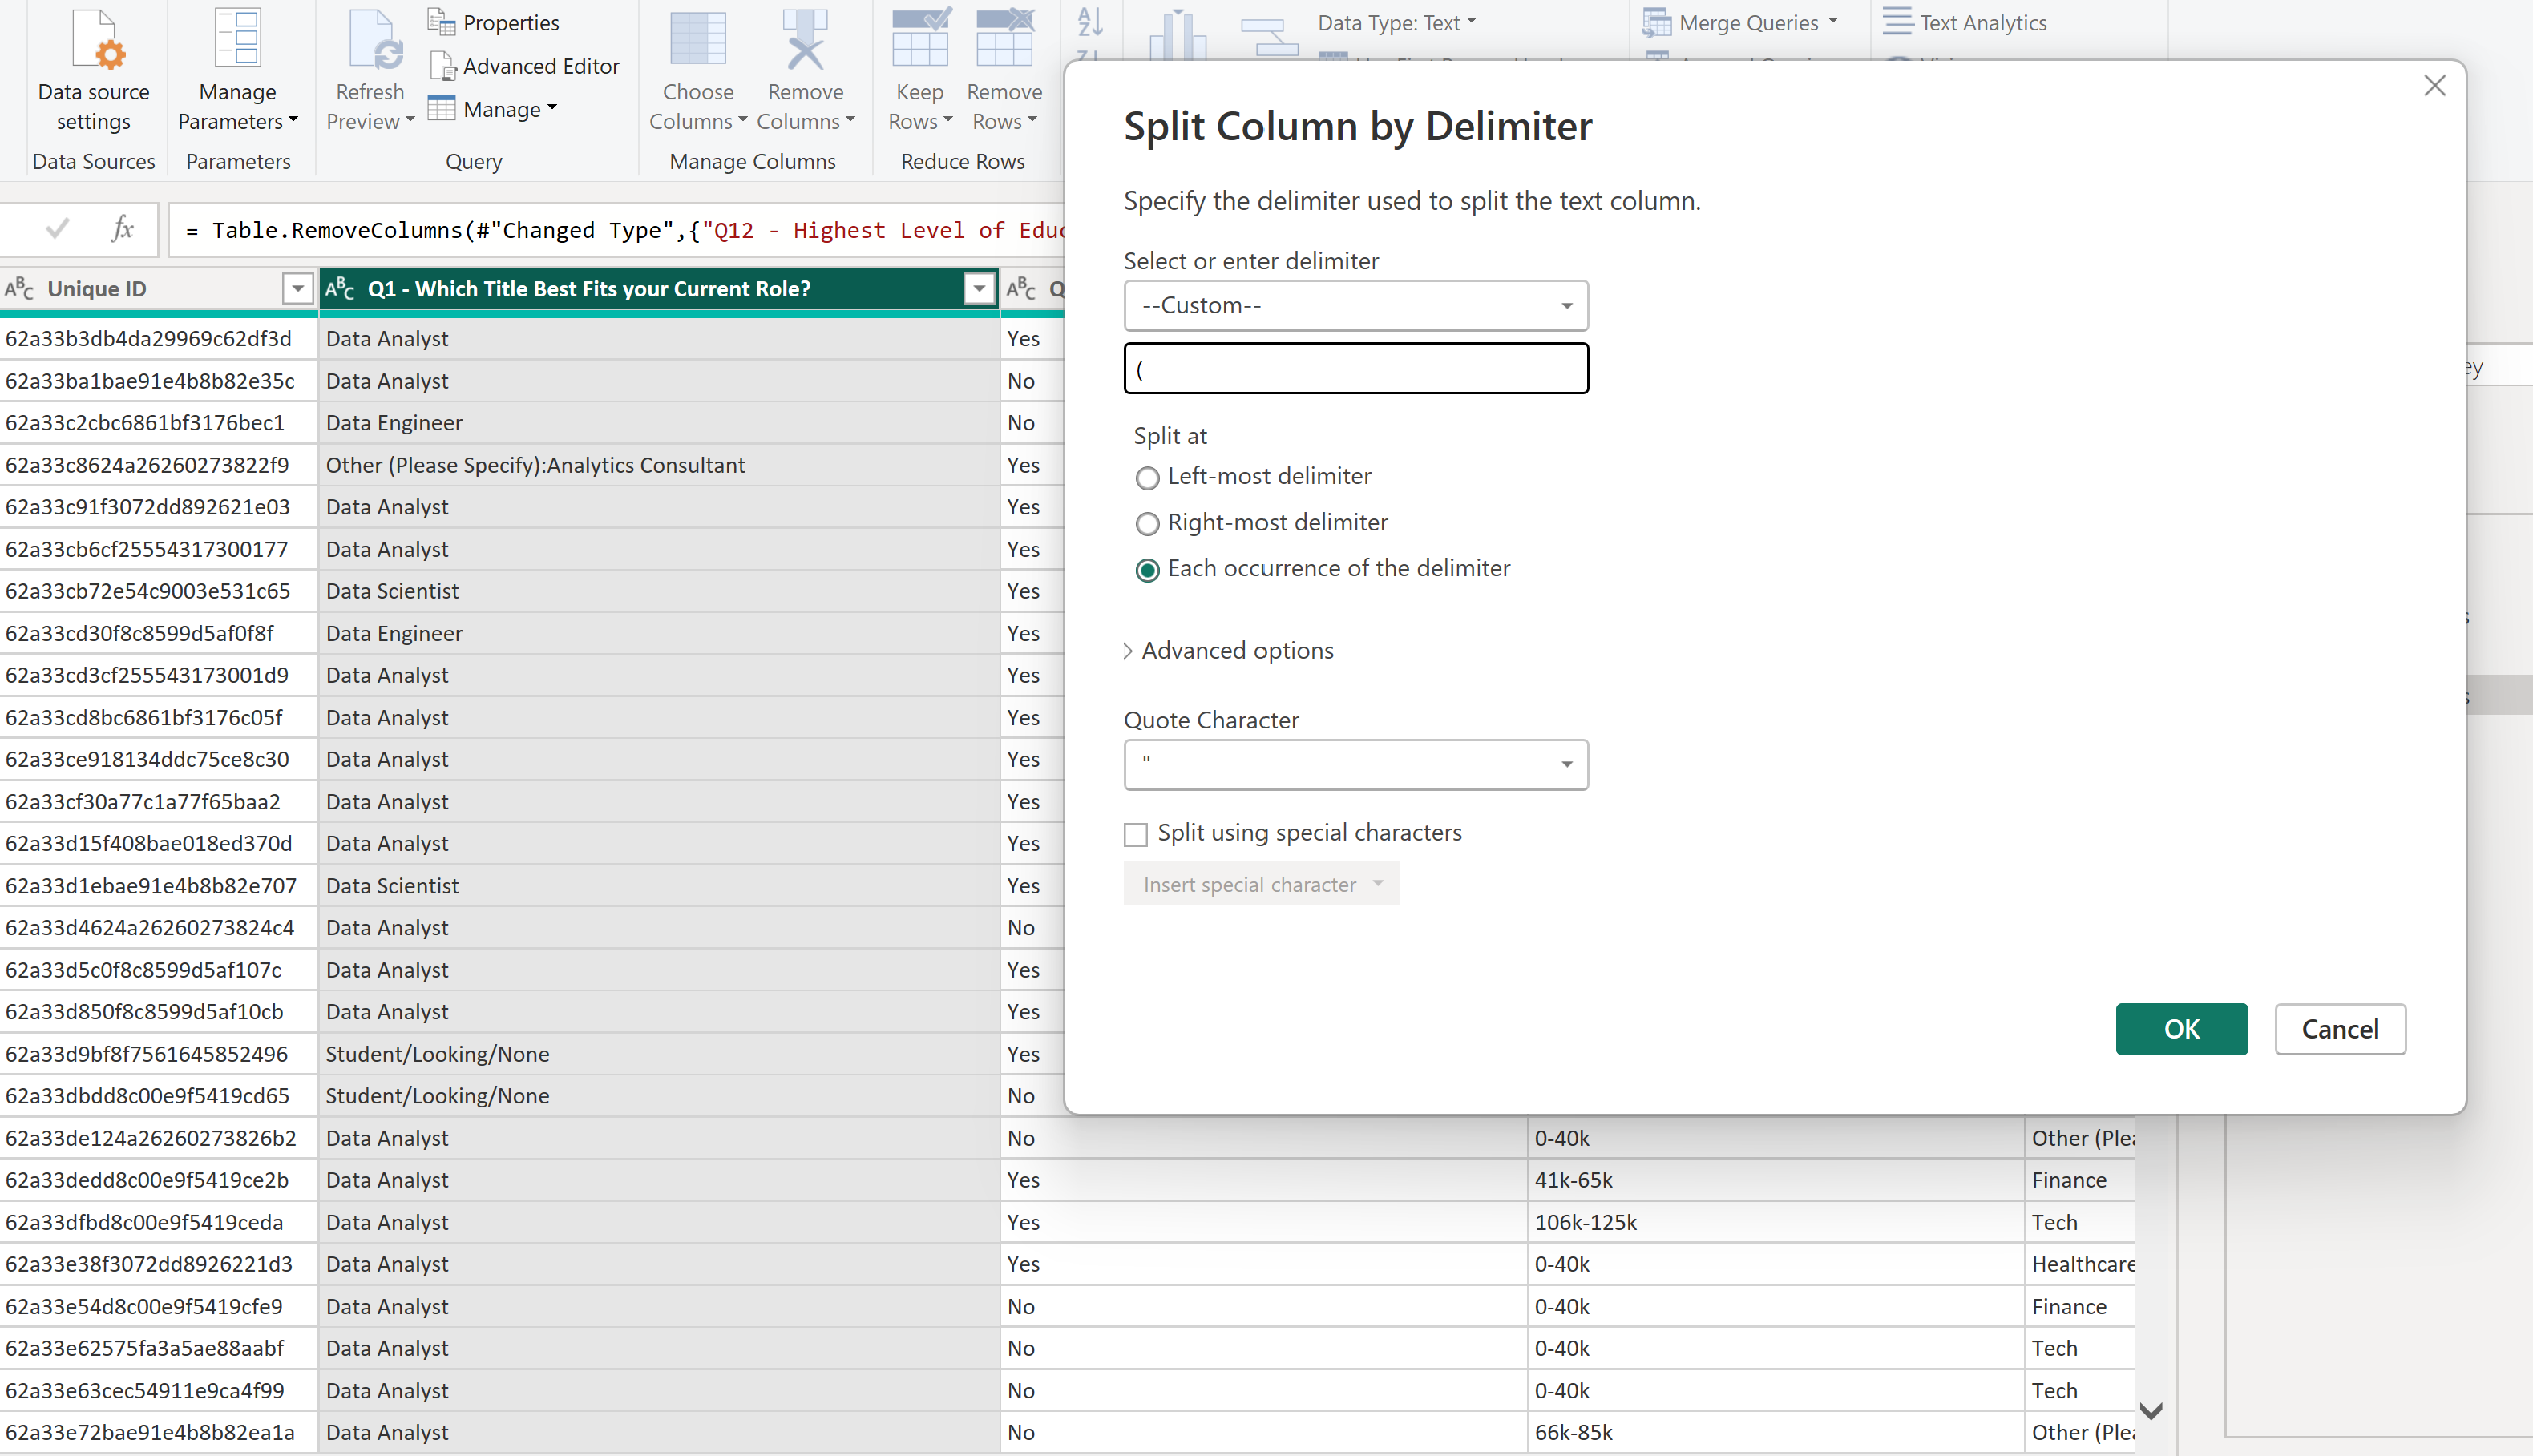 Properties
Data Type: Text
Merge Queries
Text Analytics
Advanced Editor
Data source settings
Manage Parameters
Refresh Preview
Manage
Choose Columns
Remove Columns
Keep Rows
Remove Rows
Data Sources
Parameters
Query
Manage Columns
Reduce Rows
fx
= Table.RemoveColumns(#"Changed Type",{"Q12 - Highest Level of Educ
ABC Unique ID
ABC Q1 - Which Title Best Fits your Current Role?
ABC Q
62a33b3db4da29969c62df3d Data Analyst Yes
62a33ba1bae91e4b8b82e35c Data Analyst No
62a33c2cbc6861bf3176bec1 Data Engineer No
62a33c8624a26260273822f9 Other (Please Specify):Analytics Consultant Yes
62a33c91f3072dd892621e03 Data Analyst Yes
62a33cb6cf25554317300177 Data Analyst Yes
62a33cb72e54c9003e531c65 Data Scientist Yes
62a33cd30f8c8599d5af0f8f Data Engineer Yes
62a33cd3cf255543173001d9 Data Analyst Yes
62a33cd8bc6861bf3176c05f Data Analyst Yes
62a33ce918134ddc75ce8c30 Data Analyst Yes
62a33cf30a77c1a77f65baa2 Data Analyst Yes
62a33d15f408bae018ed370d Data Analyst Yes
62a33d1ebae91e4b8b82e707 Data Scientist Yes
62a33d4624a26260273824c4 Data Analyst No
62a33d5c0f8c8599d5af107c Data Analyst Yes
62a33d850f8c8599d5af10cb Data Analyst Yes
62a33d9bf8f7561645852496 Student/Looking/None Yes
62a33dbdd8c00e9f5419cd65 Student/Looking/None No
62a33de124a26260273826b2 Data Analyst No 0-40k Other (Plea
62a33dedd8c00e9f5419ce2b Data Analyst Yes 41k-65k Finance
62a33dfbd8c00e9f5419ceda Data Analyst Yes 106k-125k Tech
62a33e38f3072dd8926221d3 Data Analyst Yes 0-40k Healthcare
62a33e54d8c00e9f5419cfe9 Data Analyst No 0-40k Finance
62a33e62575fa3a5ae88aabf Data Analyst No 0-40k Tech
62a33e63cec54911e9ca4f99 Data Analyst No 0-40k Tech
62a33e72bae91e4b8b82ea1a Data Analyst No 66k-85k Other (Plea
Split Column by Delimiter
Specify the delimiter used to split the text column.
Select or enter delimiter
--Custom--
(
Split at
Left-most delimiter
Right-most delimiter
Each occurrence of the delimiter
Advanced options
Quote Character
"
Split using special characters
Insert special character
OK
Cancel
ey